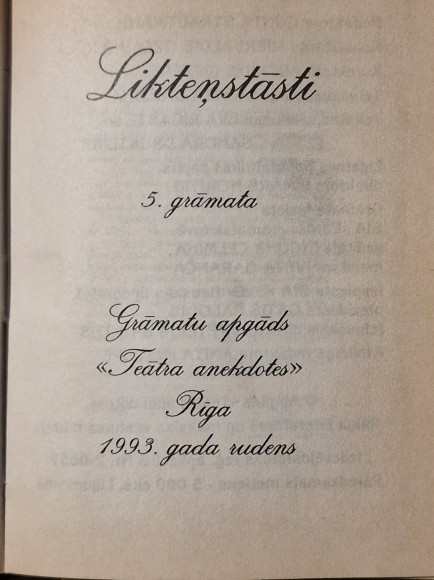 Likteņstāsti
5. grāmata
Grāmatu apgāds
«Teātra anekdotes»
Rīga
1993. gada rudens